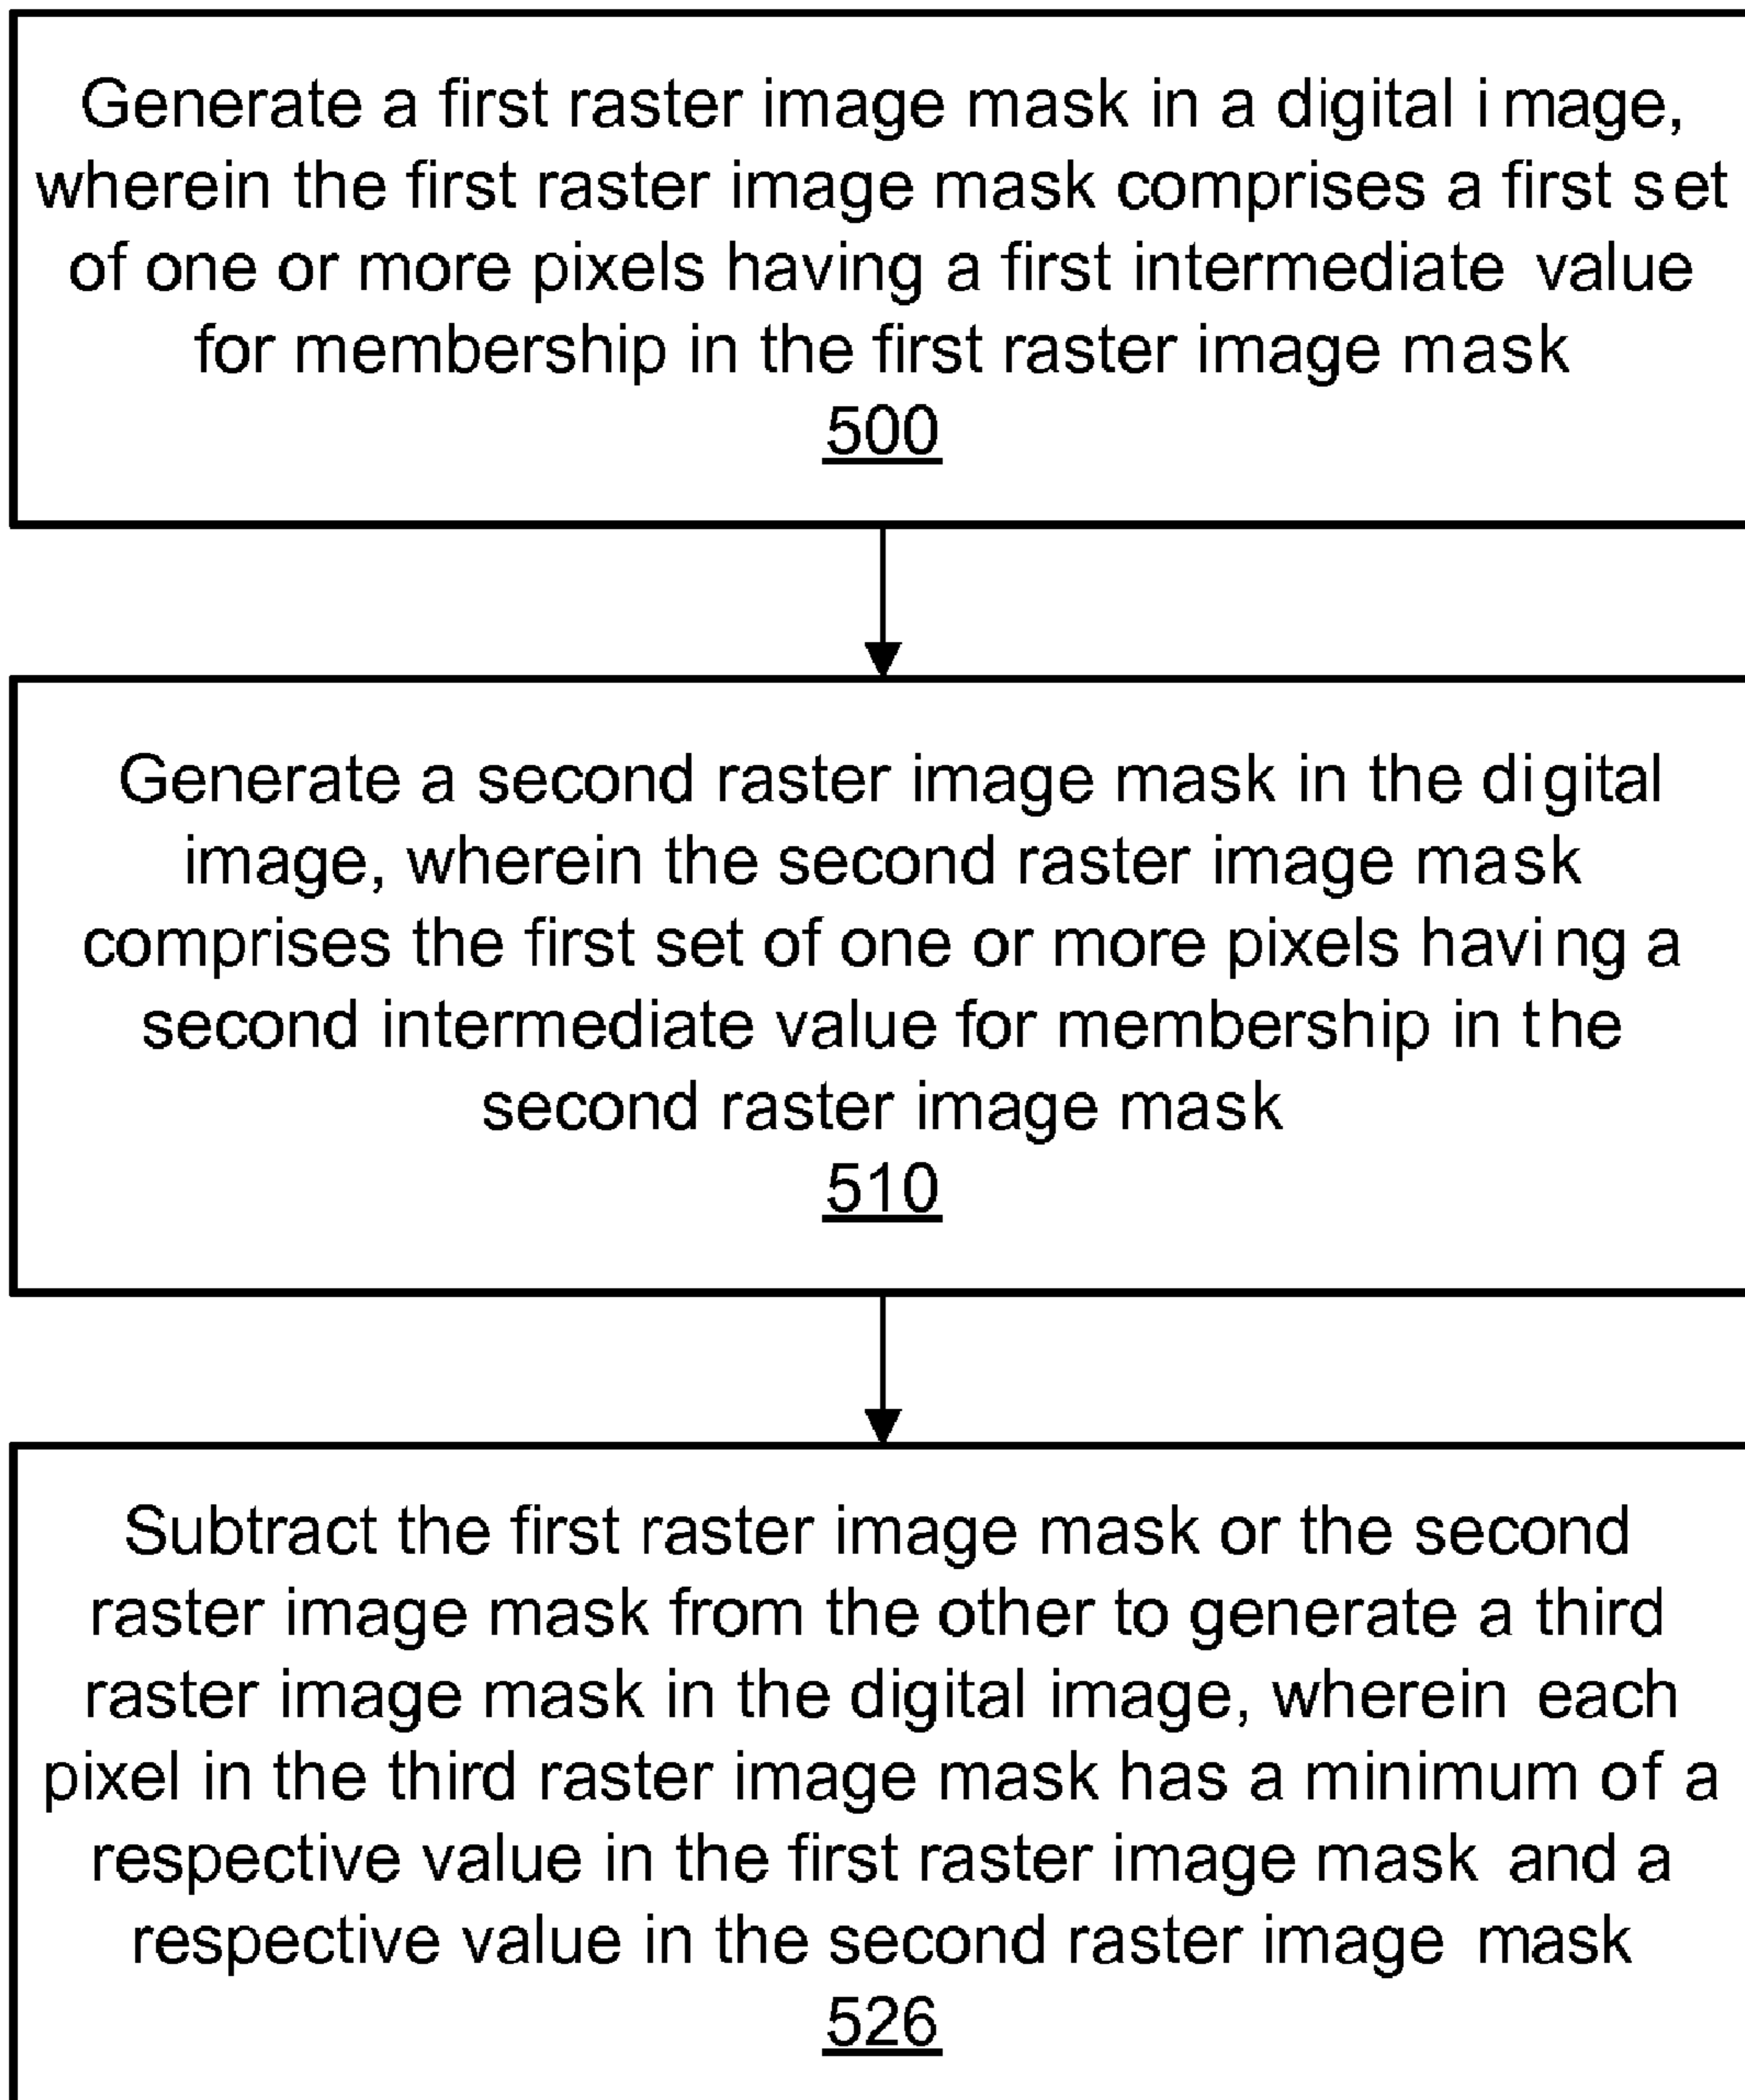 Generate a first raster image mask in a digital image,
wherein the first raster image mask comprises a first set
of one or more pixels having a first intermediate value
for membership in the first raster image mask
500
Generate a second raster image mask in the digital
image, wherein the second raster image mask
comprises the first set of one or more pixels having a
second intermediate value for membership in the
second raster image mask
510
Subtract the first raster image mask or the second
raster image mask from the other to generate a third
raster image mask in the digital image, wherein each
pixel in the third raster image mask has a minimum of a
respective value in the first raster image mask and a
respective value in the second raster image mask
526